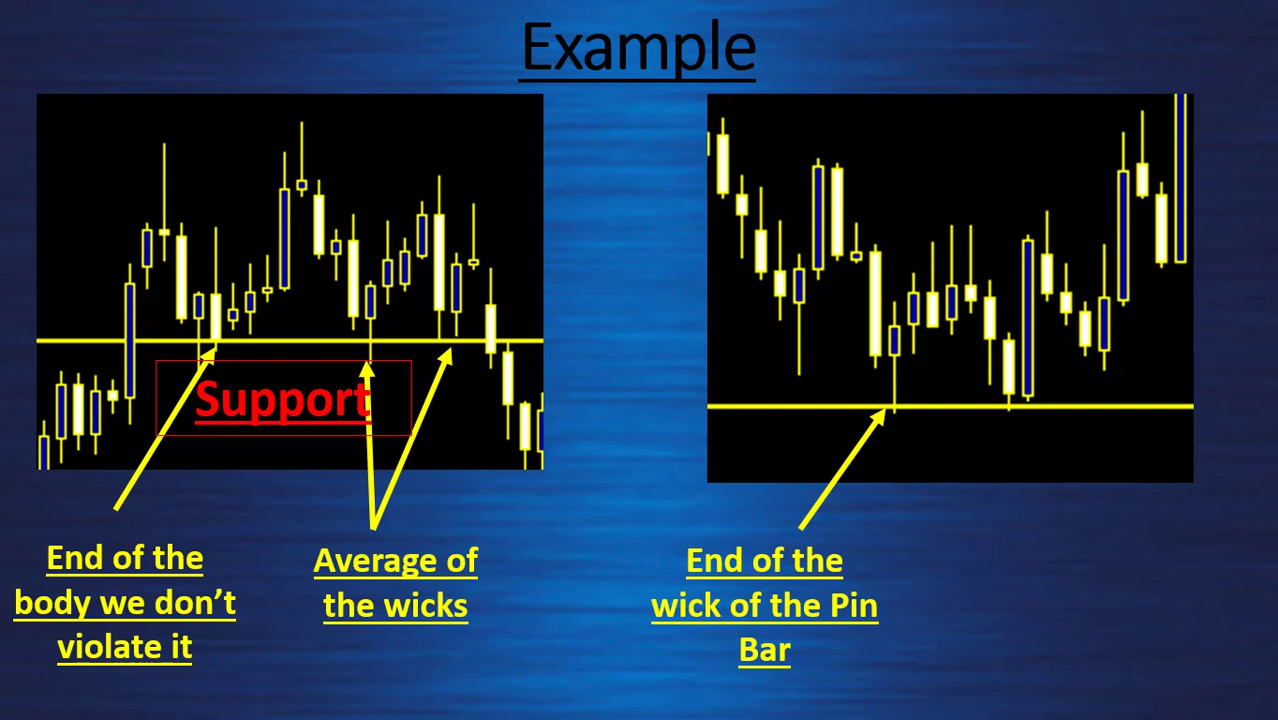 Example
Support
End of the
body we don’t
violate it
Average of
the wicks
End of the
wick of the Pin
Bar